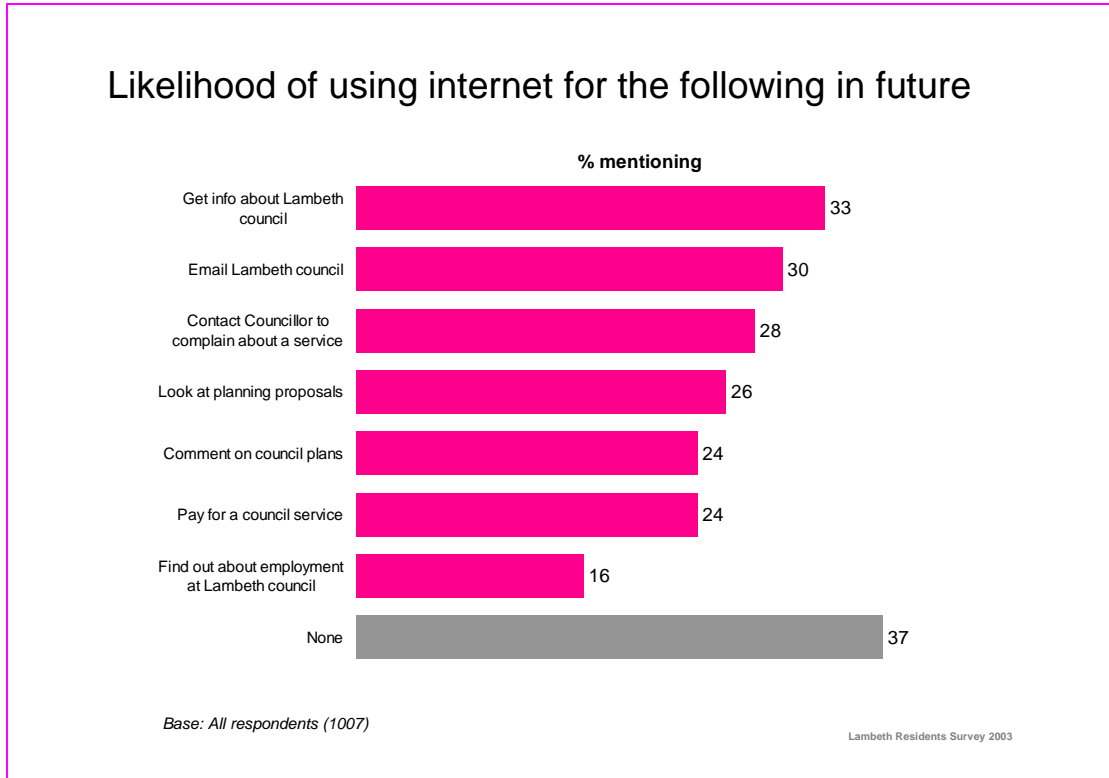 Likelihood of using internet for the following in future
% mentioning
Get info about Lambeth
council
33
Email Lambeth council
30
Contact Councillor to
complain about a service
28
Look at planning proposals
26
Comment on council plans
24
Pay for a council service
24
Find out about employment
at Lambeth council
16
None
37
Base: All respondents (1007)
Lambeth Residents Survey 2003